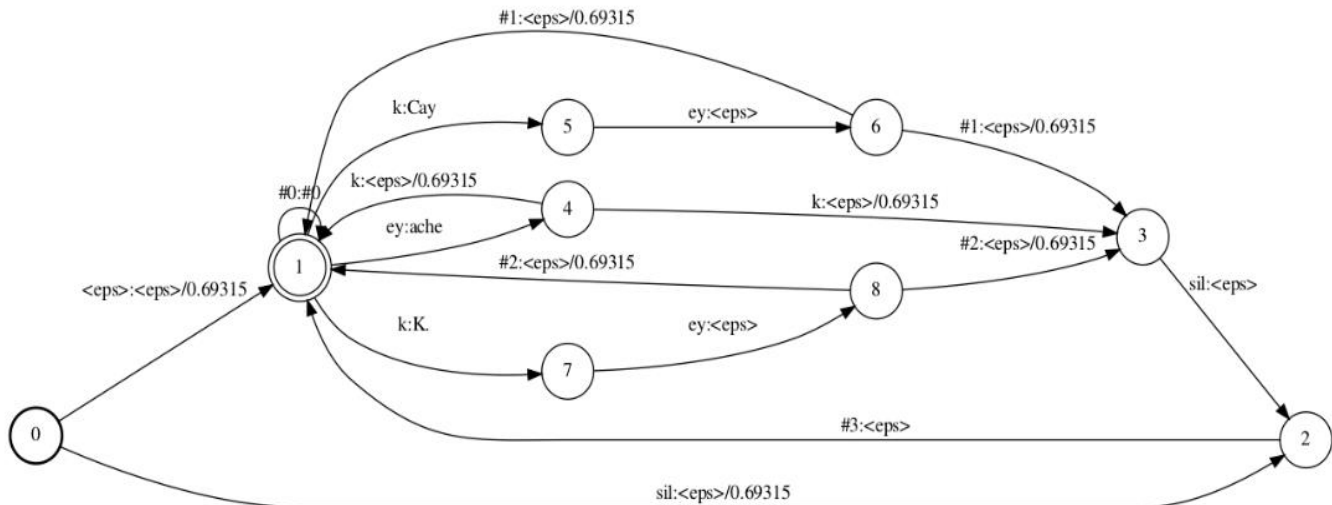 #1:<eps>/0.69315
k:Cay
5
ey:<eps>
6
#1:<eps>/0.69315
#0:#0
k:<eps>/0.69315
4
k:<eps>/0.69315
ey:ache
3
1
#2:<eps>/0.69315
8
#2:<eps>/0.69315
<eps>:<eps>/0.69315
sil:<eps>
k:K.
ey:<eps>
7
0
#3:<eps>
2
sil:<eps>/0.69315